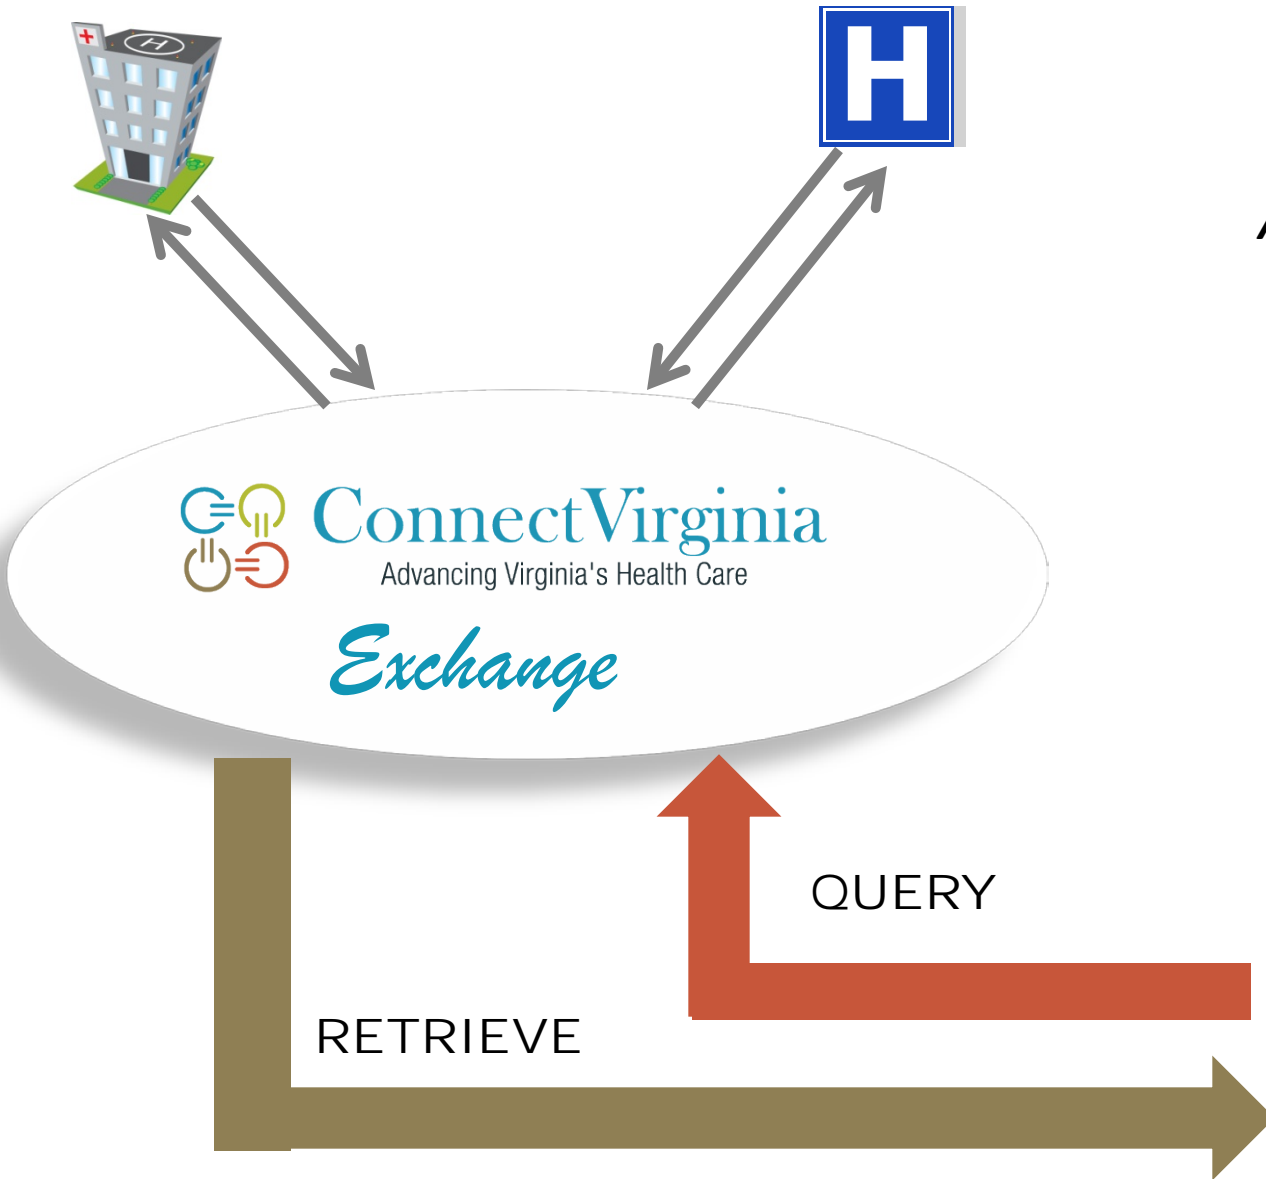 H
H
ConnectVirginia
Advancing Virginia's Health Care
Exchange
QUERY
RETRIEVE